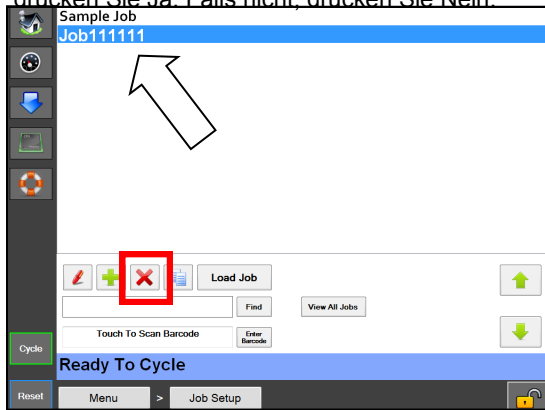 drücken Sie Ja. Falls nicht, drücken Sie Nein.
Sample Job
Job111111
Load Job
Find
View All Jobs
Touch To Scan Barcode
Enter
Barcode
Cycle
Ready To Cycle
Reset
Menu
>
Job Setup